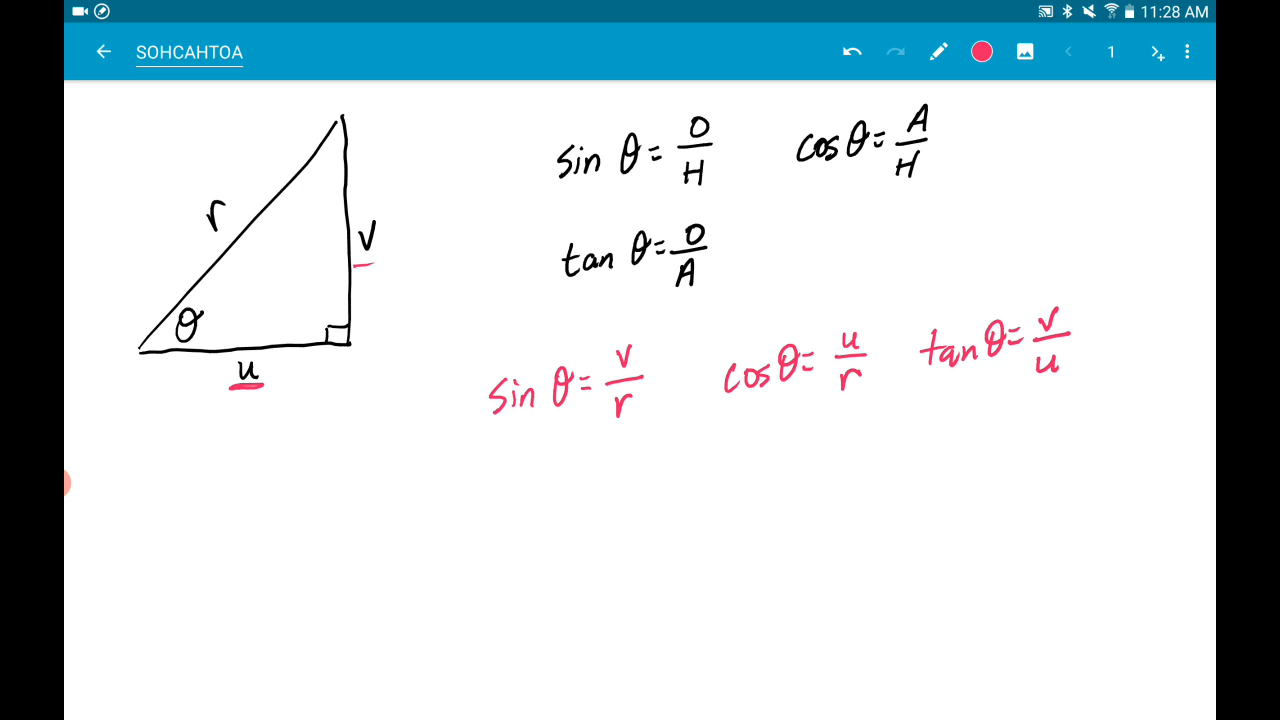 11:28 AM
SOHCAHTOA
1
sin θ = O/H
cos θ = A/H
tan θ = O/A
r
v
θ
u
sin θ = v/r
cos θ = u/r
tan θ = v/u